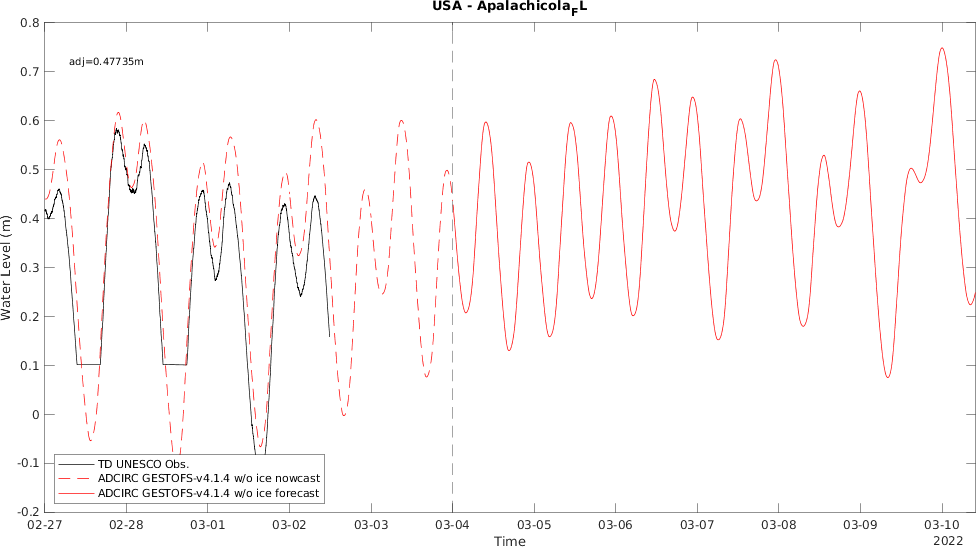 USA - Apalachicola_FL
0.8
0.7
0.6
0.5
0.4
0.3
0.2
0.1
0
-0.1
-0.2
Water Level (m)
adj=0.47735m
TD UNESCO Obs.
ADCIRC GESTOFS-v4.1.4 w/o ice nowcast
ADCIRC GESTOFS-v4.1.4 w/o ice forecast
02-27 02-28 03-01 03-02 03-03 03-04 03-05 03-06 03-07 03-08 03-09 03-10
Time
2022